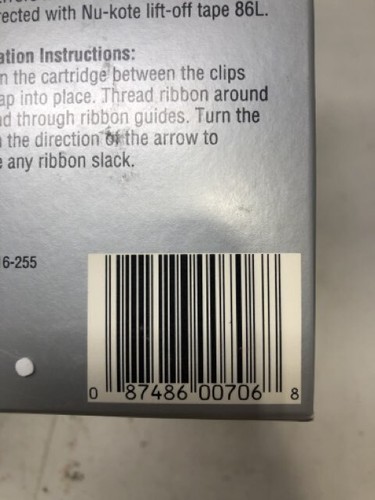 rected with Nu-kote lift-off tape 86L.
ation Instructions:
n the cartridge between the clips
ap into place. Thread ribbon around
nd through ribbon guides. Turn the
the direction of the arrow to
any ribbon slack.
6-255
0 87486 00706 8